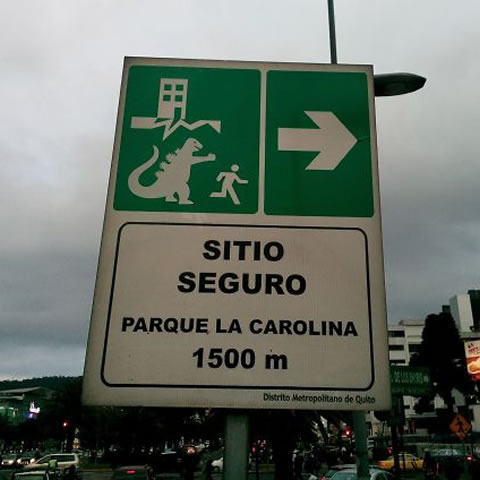 SITIO
SEGURO
PARQUE LA CAROLINA
1500 m
Distrito Metropolitano de Quito